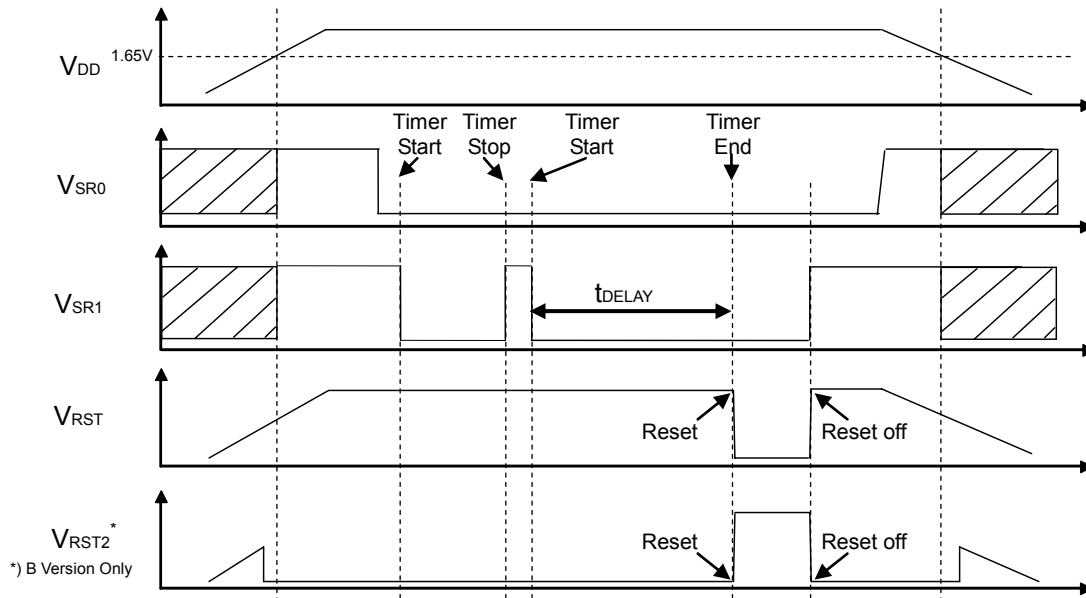 VDD
1.65V
Timer Start
Timer Stop
Timer Start
Timer End
VSR0
VSR1
tDELAY
VRST
Reset
Reset off
VRST2*
*) B Version Only
Reset
Reset off